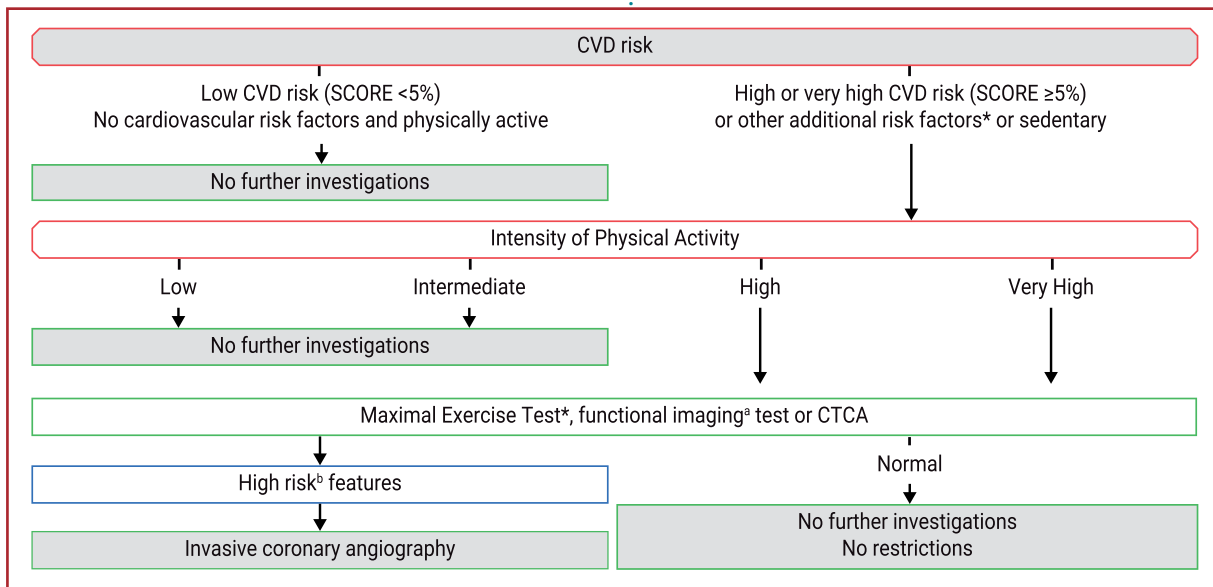 CVD risk
Low CVD risk (SCORE <5%)
No cardiovascular risk factors and physically active
High or very high CVD risk (SCORE ≥5%)
or other additional risk factors* or sedentary
No further investigations
Intensity of Physical Activity
Low
Intermediate
High
Very High
No further investigations
Maximal Exercise Test*, functional imagingᵃ test or CTCA
High riskᵇ features
Normal
Invasive coronary angiography
No further investigations
No restrictions